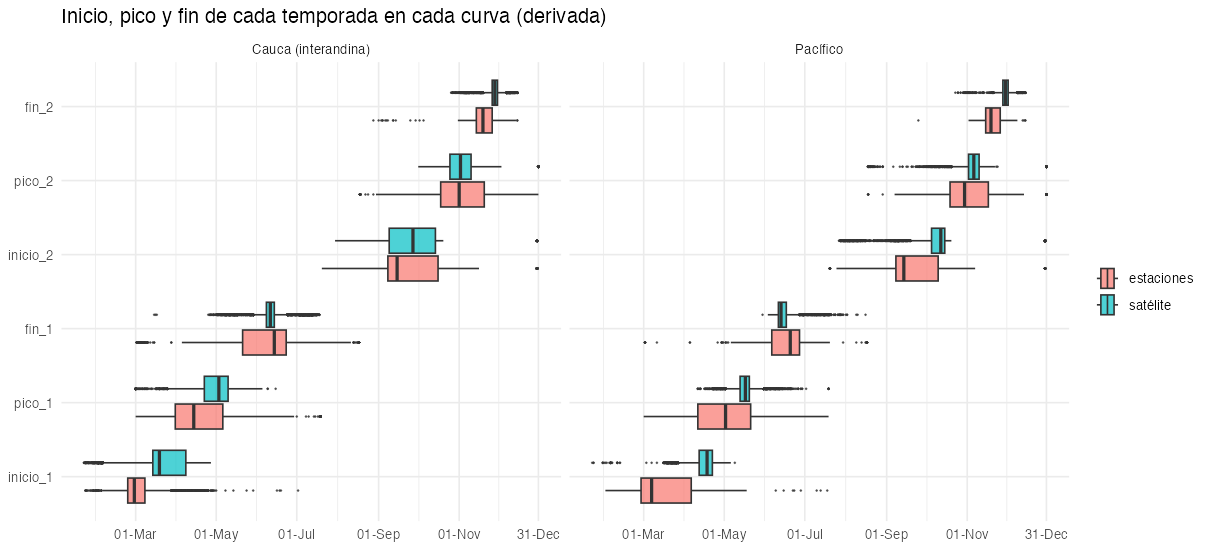 Inicio, pico y fin de cada temporada en cada curva (derivada)
Cauca (interandina)
Pacífico
fin_2
pico_2
inicio_2
fin_1
pico_1
inicio_1
estaciones
satélite
01-Mar 01-May 01-Jul 01-Sep 01-Nov 31-Dec
01-Mar 01-May 01-Jul 01-Sep 01-Nov 31-Dec